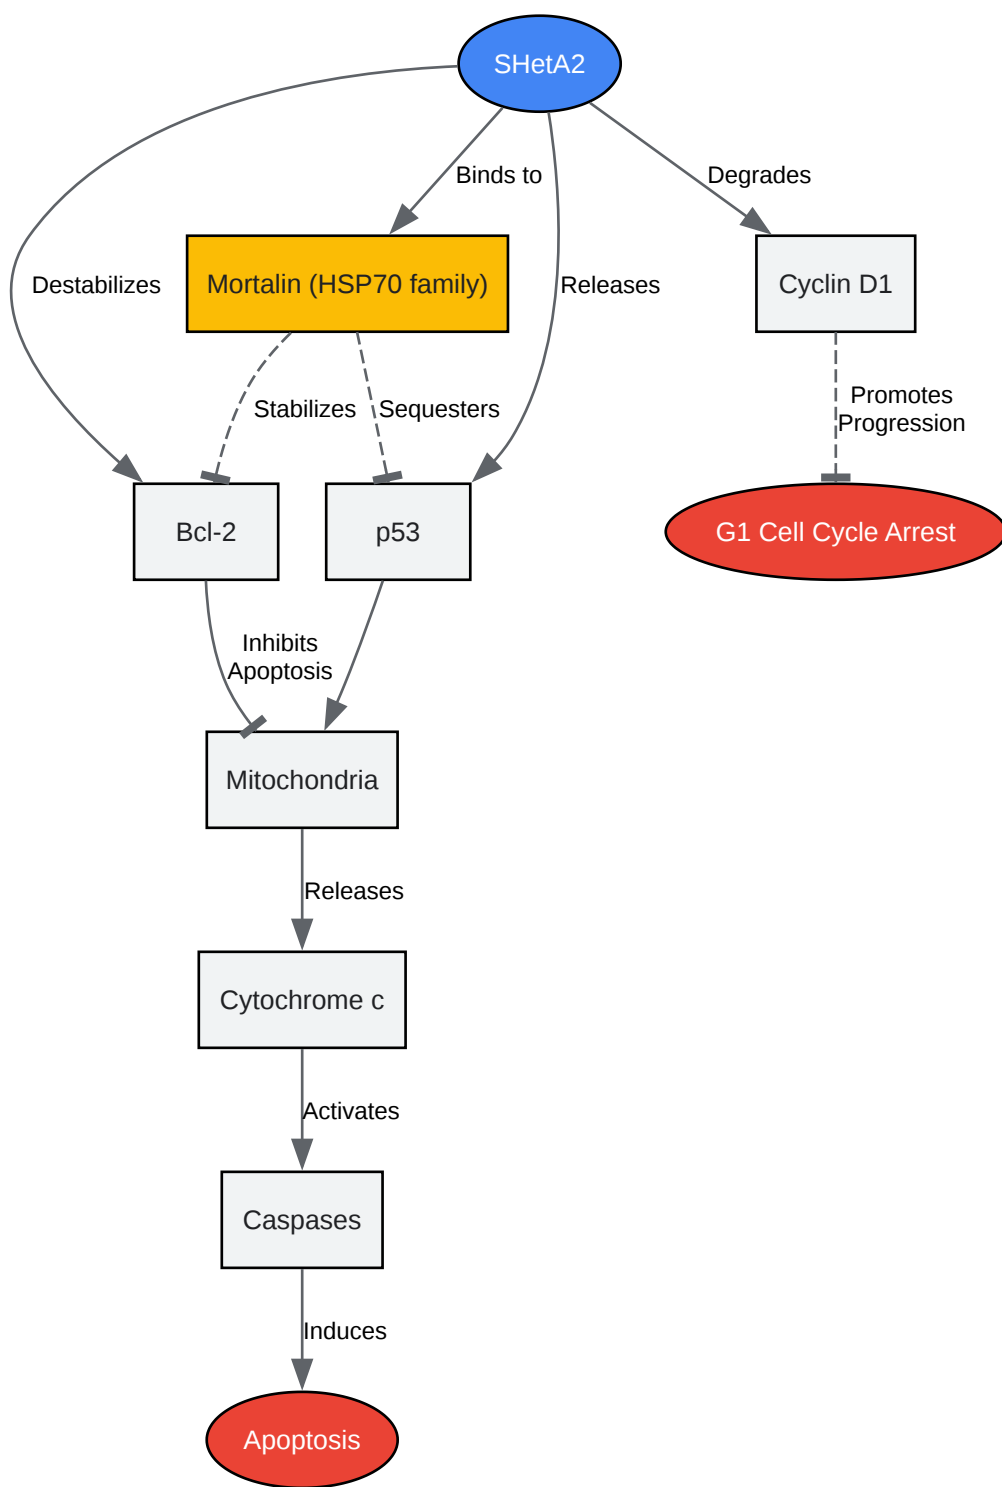 SHetA2
Binds to
Degrades
Destabilizes
Mortalin (HSP70 family)
Releases
Cyclin D1
Stabilizes
Sequesters
Promotes
Progression
Bcl-2
p53
G1 Cell Cycle Arrest
Inhibits
Apoptosis
Mitochondria
Releases
Cytochrome c
Activates
Caspases
Induces
Apoptosis